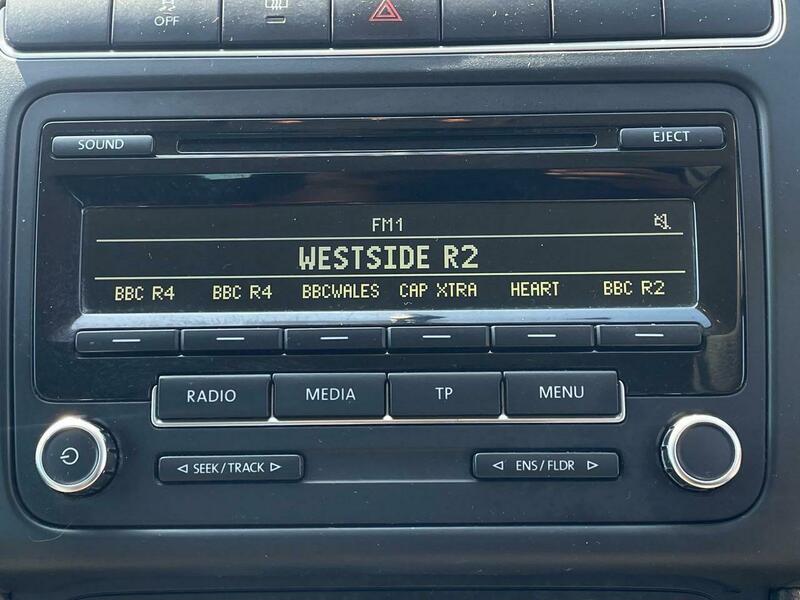 OFF
SOUND
EJECT
FM1
WESTSIDE R2
BBC R4 BBC R4 BBCWALES CAP XTRA HEART BBC R2
RADIO MEDIA TP MENU
SEEK / TRACK
ENS / FLDR